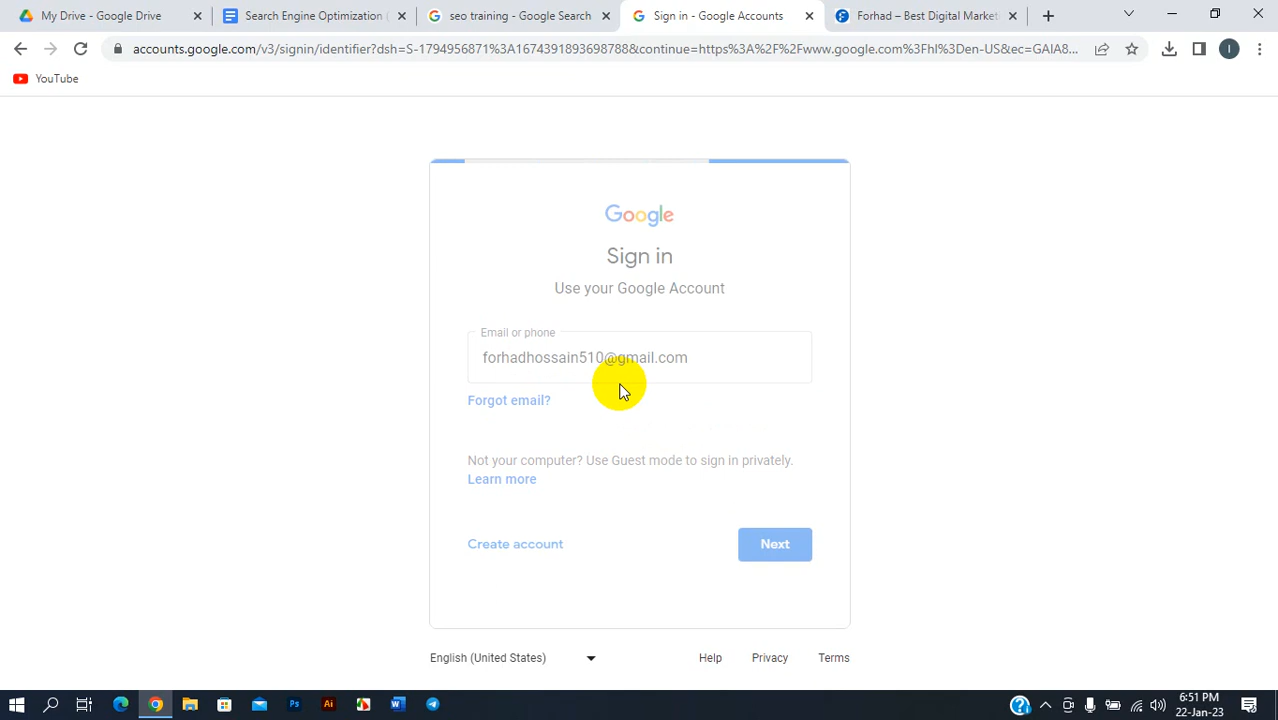 My Drive - Google Drive
Search Engine Optimization (
seo training - Google Search
Sign in - Google Accounts
Forhad – Best Digital Marketi
accounts.google.com/v3/signin/identifier?dsh=S-1794956871%3A1674391893698788&continue=https%3A%2F%2Fwww.google.com%3Fhl%3Den-US&ec=GAIA8...
I
YouTube
Google
Sign in
Use your Google Account
Email or phone
forhadhossain510@gmail.com
Forgot email?
Not your computer? Use Guest mode to sign in privately.
Learn more
Create account
Next
English (United States)
Help
Privacy
Terms
Ps
Ai
W
6:51 PM
22-Jan-23